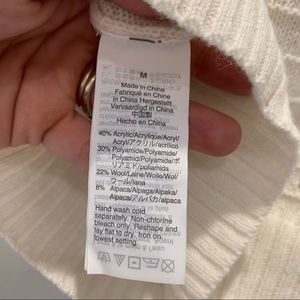 M
Made in China
Fabriqué en Chine
In China Hergestellt
Vervaardigd in China
中国製
Hecho en China
40% Acrylic/Acrylique/Acryl/
Acryl/アクリル/acrílico
30% Polyamide/Polyamide/
Polyamid/Polyamide/ポ
リアミド/poliamida
22% Wool/Laine/Wolle/Wol/
ウール/lana
8% Alpaca/Alpaga/Alpaka/
Alpaca/アルパカ/alpaca
Hand wash cold
separately. Non-chlorine
bleach only. Reshape and
lay flat to dry. Iron on
lowest setting.